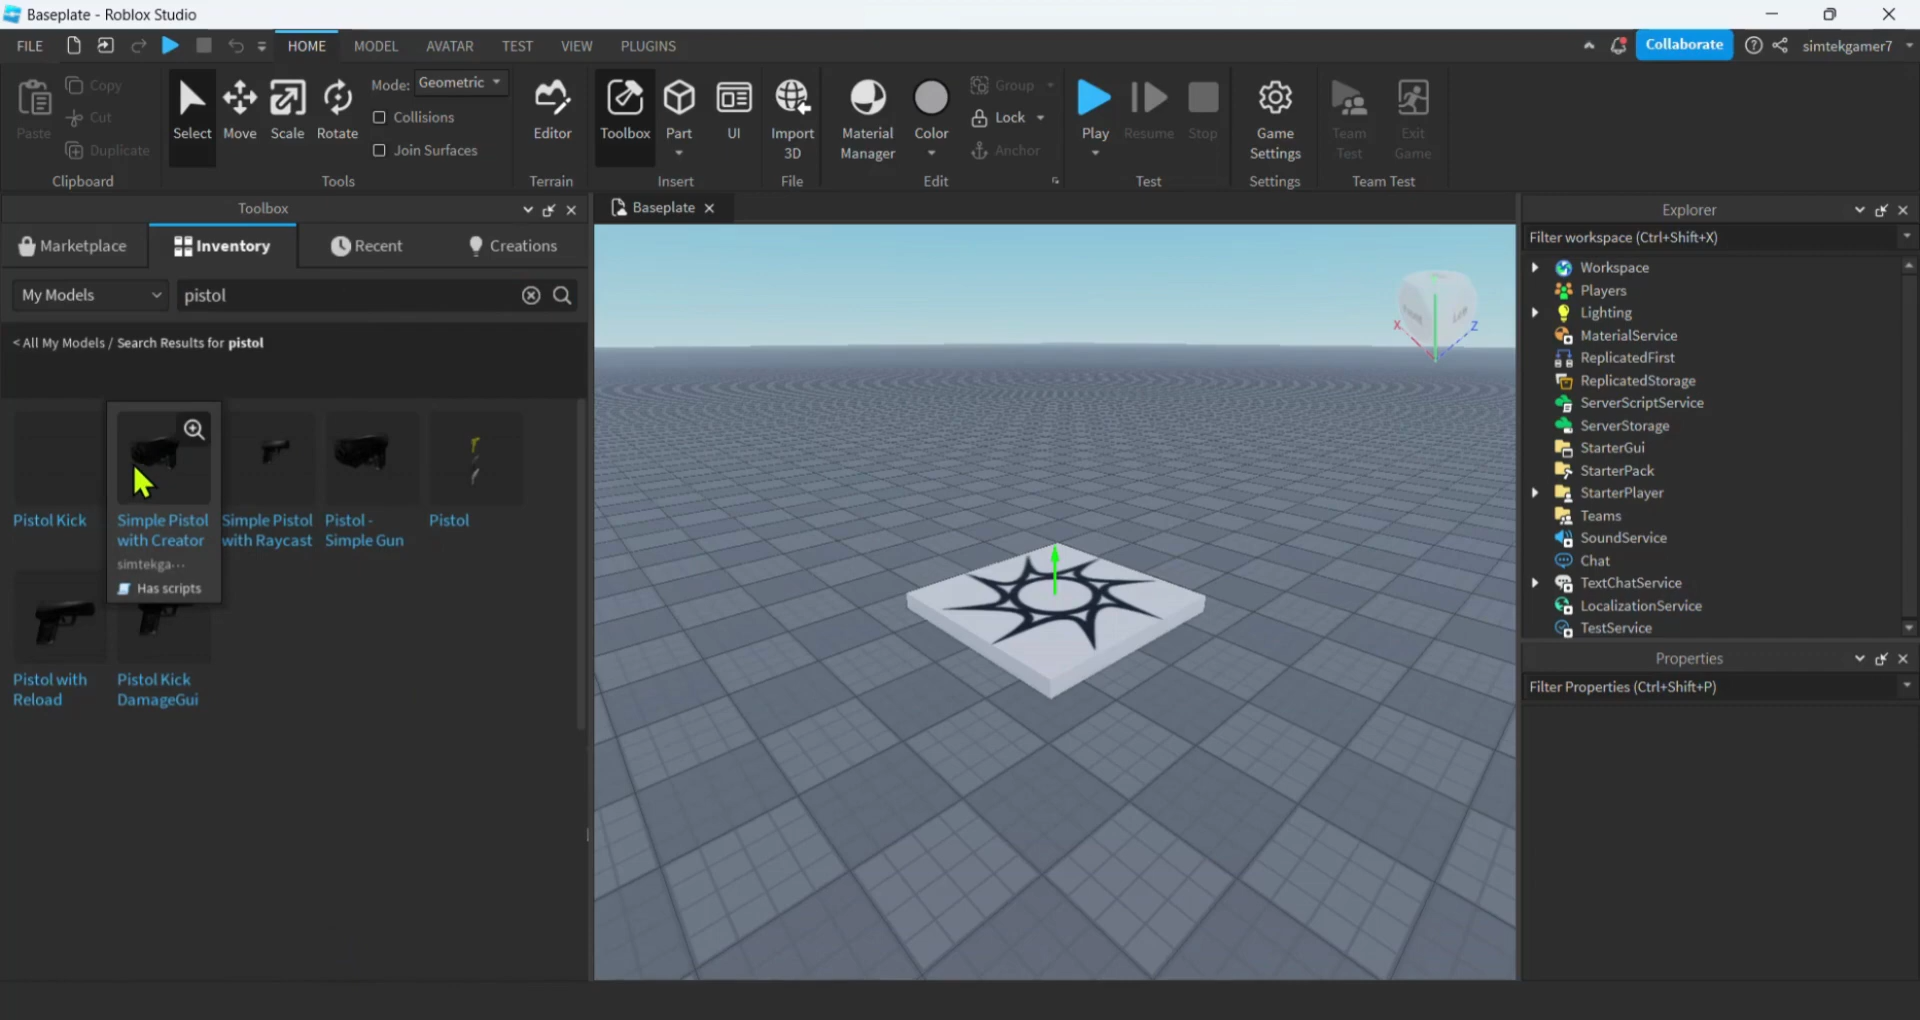 Baseplate - Roblox Studio
FILE HOME MODEL AVATAR TEST VIEW PLUGINS Collaborate simtekgamer7
Paste
Copy
Cut
Duplicate
Clipboard
Select
Move
Scale
Rotate
Mode: Geometric
Collisions
Join Surfaces
Tools
Editor
Terrain
Toolbox
Part
UI
Insert
Import
3D
File
Material
Manager
Color
Group
Lock
Anchor
Edit
Play
Resume
Stop
Test
Game
Settings
Settings
Team
Test
Exit
Game
Team Test
Toolbox
Marketplace Inventory Recent Creations
My Models pistol
< All My Models / Search Results for pistol
Pistol Kick
Simple Pistol
with Creator
simtekga...
Has scripts
Simple Pistol
with Raycast
Pistol -
Simple Gun
Pistol
Pistol with
Reload
Pistol Kick
DamageGui
Baseplate
X
Z
Explorer
Filter workspace (Ctrl+Shift+X)
Workspace
Players
Lighting
MaterialService
ReplicatedFirst
ReplicatedStorage
ServerScriptService
ServerStorage
StarterGui
StarterPack
StarterPlayer
Teams
SoundService
Chat
TextChatService
LocalizationService
TestService
Properties
Filter Properties (Ctrl+Shift+P)